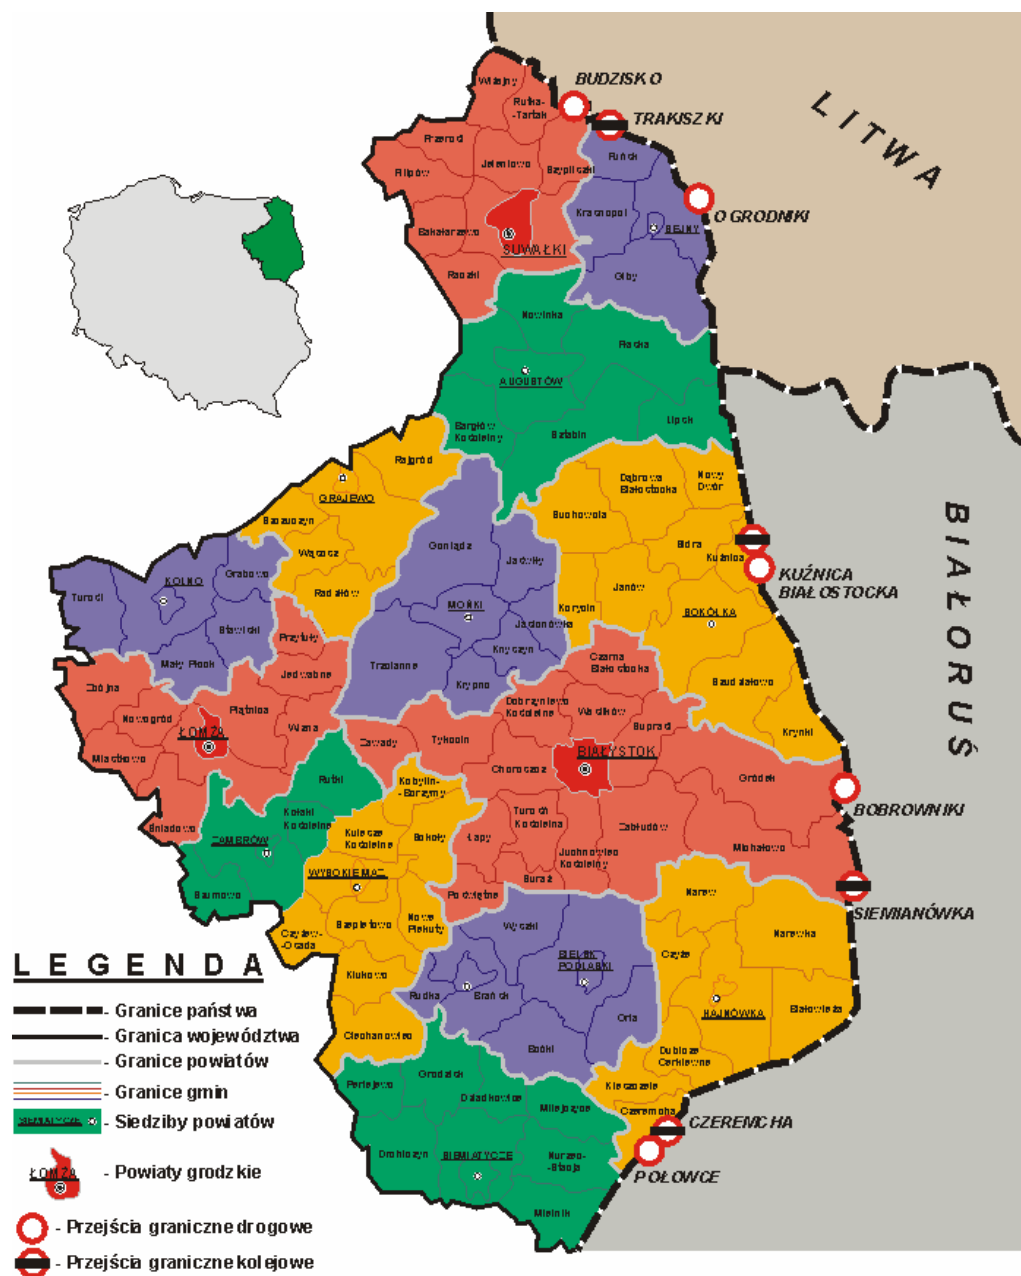 BUDZISKO
TRAKISZKI
LITWA
OGRODNIKI
Wiżajny
Rutka-
-Tartak
Przerośl
Filipów
Jeleniowo
Szypliszki
Puńsk
Krasnopol
SEJNY
Bakałarzewo
SUWAŁKI
Raczki
Giby
Nowinka
Płaska
AUGUSTÓW
Bargłów
Kościelny
Sztabin
Lipsk
Rajgród
GRAJEWO
Szczuczyn
Wąsosz
Radziłów
Dąbrowa
Białostocka
Nowy
Dwór
Suchowola
Sidra
Kuźnica
Janów
Korycin
SOKÓŁKA
Szudziałowo
Krynki
KUŹNICA
BIAŁOSTOCKA
BIAŁORUŚ
Goniądz
Jaświły
MOŃKI
Jasionówka
Knyszyn
Trzcianne
Krypno
Turośl
KOLNO
Grabowo
Stawiski
Mały Płock
Przytuły
Jedwabne
Zbójna
Nowogród
Piątnica
ŁOMŻA
Wizna
Miastkowo
Śniadowo
Zawady
Tykocin
Dobrzyniewo
Kościelne
Czarna
Białostocka
Wasilków
Supraśl
Choroszcz
BIAŁYSTOK
Gródek
BOBROWNIKI
Turośń
Kościelna
Zabłudów
Michałowo
Łapy
Juchnowiec
Kościelny
Suraż
Poświętne
SIEMIANÓWKA
Rutki
Kołaki
Kościelne
ZAMBRÓW
Szumowo
Kobylin-
-Borzymy
Kulesze
Kościelne
Sokoły
WYSOKIE MAZ.
Szepietowo
Nowe
Piekuty
Czyżew-
-Osada
Klukowo
Ciechanowiec
Wyszki
BIELSK
PODLASKI
Rudka
Brańsk
Orla
Boćki
Narew
Narewka
Czyże
HAJNÓWKA
Białowieża
Dubicze
Cerkiewne
Kleszczele
Czeremcha
CZEREMCHA
POŁOWCE
Perlejewo
Grodzisk
Dziadkowice
Milejczyce
Drohiczyn
SIEMIATYCZE
Nurzec-
-Stacja
Mielnik
LEGENDA
- Granice państwa
- Granica województwa
- Granice powiatów
- Granice gmin
SIEMIATYCZE - Siedziby powiatów
ŁOMŻA - Powiaty grodzkie
- Przejścia graniczne drogowe
- Przejścia graniczne kolejowe